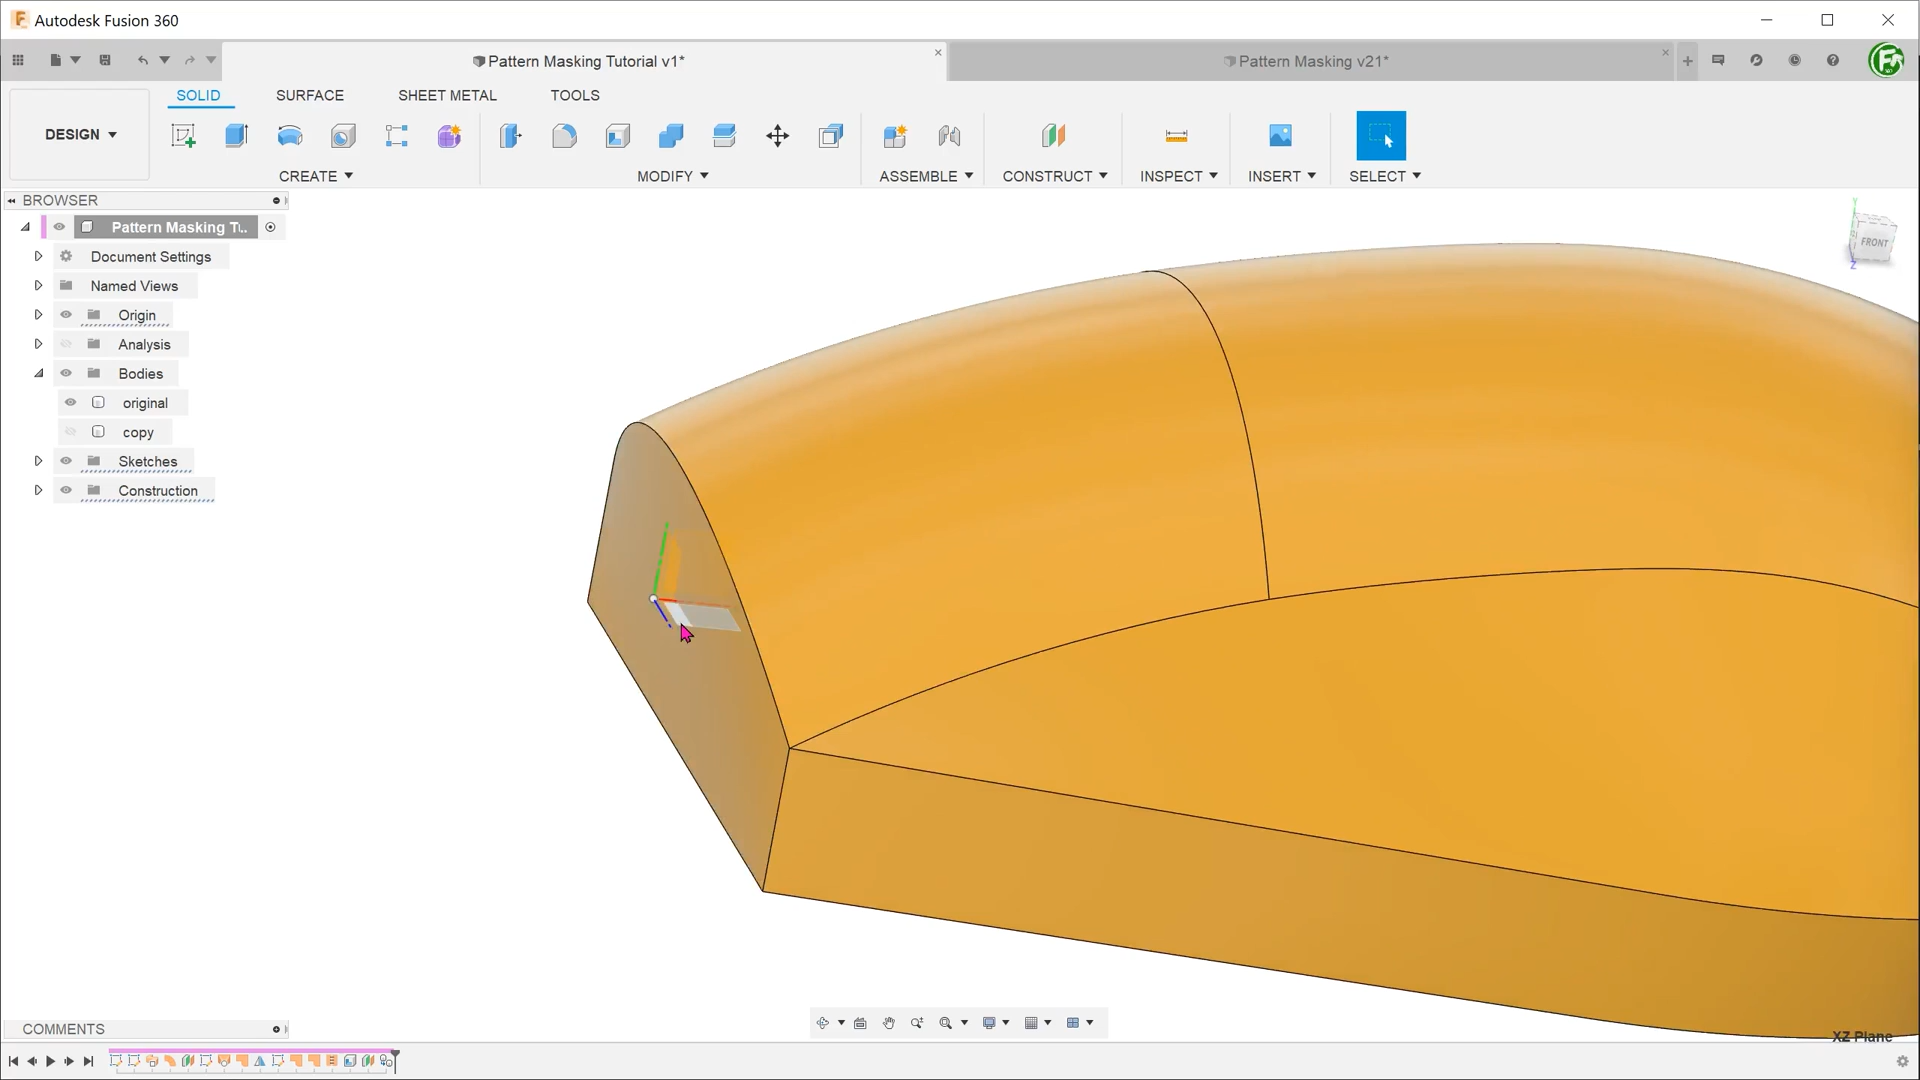 Autodesk Fusion 360
Pattern Masking Tutorial v1*
Pattern Masking v21*
DESIGN
SOLID SURFACE SHEET METAL TOOLS
CREATE MODIFY ASSEMBLE CONSTRUCT INSPECT INSERT SELECT
BROWSER
Pattern Masking Tu..
Document Settings
Named Views
Origin
Analysis
Bodies
original
copy
Sketches
Construction
FRONT
Y
Z
XZ Plane
COMMENTS